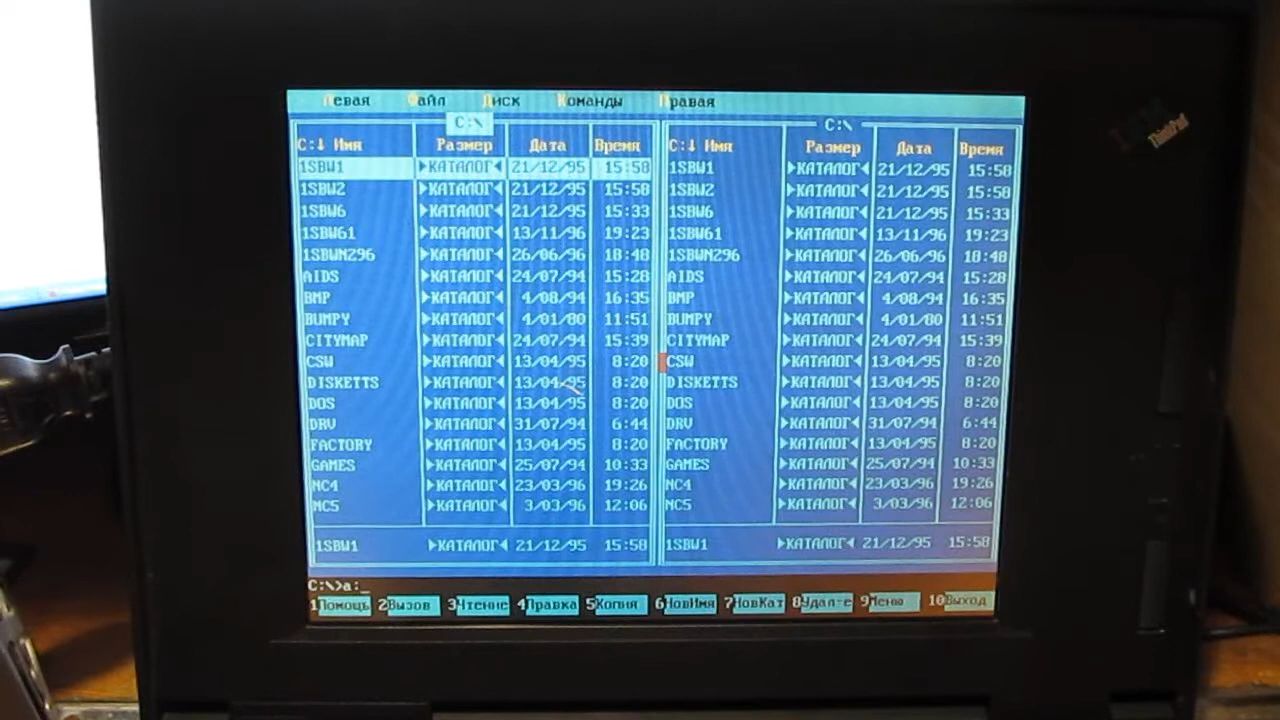 Левая Файл Диск Команды Правая
C:\ C:\
C:↓ Имя Размер Дата Время C:↓ Имя Размер Дата Время
1SBW1 ►КАТАЛОГ◄ 21/12/95 15:58 1SBW1 ►КАТАЛОГ◄ 21/12/95 15:58
1SBW2 ►КАТАЛОГ◄ 21/12/95 15:58 1SBW2 ►КАТАЛОГ◄ 21/12/95 15:58
1SBW6 ►КАТАЛОГ◄ 21/12/95 15:33 1SBW6 ►КАТАЛОГ◄ 21/12/95 15:33
1SBW61 ►КАТАЛОГ◄ 13/11/96 19:23 1SBW61 ►КАТАЛОГ◄ 13/11/96 19:23
1SBWN296 ►КАТАЛОГ◄ 26/06/96 18:48 1SBWN296 ►КАТАЛОГ◄ 26/06/96 18:48
AIDS ►КАТАЛОГ◄ 24/07/94 15:28 AIDS ►КАТАЛОГ◄ 24/07/94 15:28
BMP ►КАТАЛОГ◄ 4/08/94 16:35 BMP ►КАТАЛОГ◄ 4/08/94 16:35
BUMPY ►КАТАЛОГ◄ 4/01/80 11:51 BUMPY ►КАТАЛОГ◄ 4/01/80 11:51
CITYMAP ►КАТАЛОГ◄ 24/07/94 15:39 CITYMAP ►КАТАЛОГ◄ 24/07/94 15:39
CSW ►КАТАЛОГ◄ 13/04/95 8:20 CSW ►КАТАЛОГ◄ 13/04/95 8:20
DISKETTS ►КАТАЛОГ◄ 13/04/95 8:20 DISKETTS ►КАТАЛОГ◄ 13/04/95 8:20
DOS ►КАТАЛОГ◄ 13/04/95 8:20 DOS ►КАТАЛОГ◄ 13/04/95 8:20
DRV ►КАТАЛОГ◄ 31/07/94 6:44 DRV ►КАТАЛОГ◄ 31/07/94 6:44
FACTORY ►КАТАЛОГ◄ 13/04/95 8:20 FACTORY ►КАТАЛОГ◄ 13/04/95 8:20
GAMES ►КАТАЛОГ◄ 25/07/94 10:33 GAMES ►КАТАЛОГ◄ 25/07/94 10:33
NC4 ►КАТАЛОГ◄ 23/03/96 19:26 NC4 ►КАТАЛОГ◄ 23/03/96 19:26
NC5 ►КАТАЛОГ◄ 3/03/96 12:06 NC5 ►КАТАЛОГ◄ 3/03/96 12:06
1SBW1 ►КАТАЛОГ◄ 21/12/95 15:58 1SBW1 ►КАТАЛОГ◄ 21/12/95 15:58
C:\>a:_
1Помощь 2Вызов 3Чтение 4Правка 5Копия 6НовИмя 7НовКат 8Удал-е 9Меню 10Выход
ThinkPad